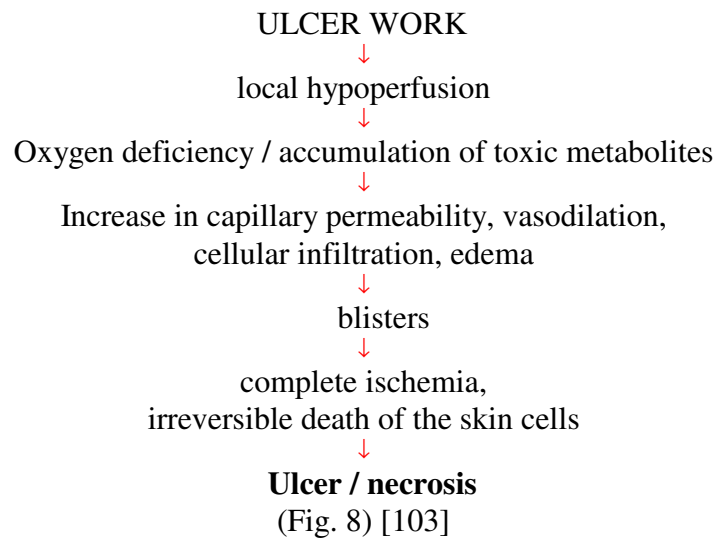 ULCER WORK
↓
local hypoperfusion
↓
Oxygen deficiency / accumulation of toxic metabolites
↓
Increase in capillary permeability, vasodilation,
cellular infiltration, edema
↓
blisters
↓
complete ischemia,
irreversible death of the skin cells
↓
Ulcer / necrosis
(Fig. 8) [103]